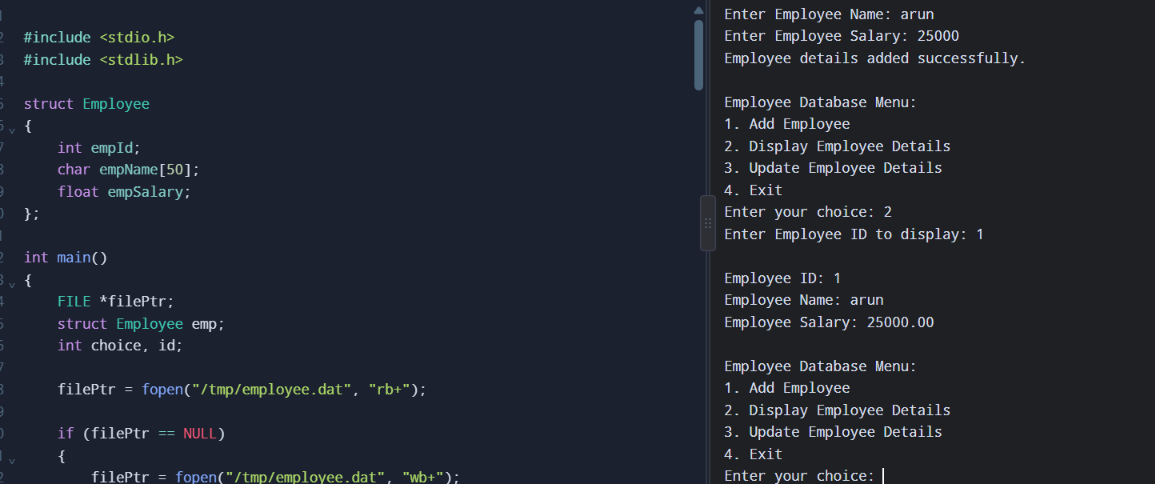 #include <stdio.h>
#include <stdlib.h>
struct Employee
{
int empId;
char empName[50];
float empSalary;
};
int main()
{
FILE *filePtr;
struct Employee emp;
int choice, id;
filePtr = fopen("/tmp/employee.dat", "rb+");
if (filePtr == NULL)
{
filePtr = fopen("/tmp/employee.dat", "wb+");
Enter Employee Name: arun
Enter Employee Salary: 25000
Employee details added successfully.
Employee Database Menu:
1. Add Employee
2. Display Employee Details
3. Update Employee Details
4. Exit
Enter your choice: 2
Enter Employee ID to display: 1
Employee ID: 1
Employee Name: arun
Employee Salary: 25000.00
Employee Database Menu:
1. Add Employee
2. Display Employee Details
3. Update Employee Details
4. Exit
Enter your choice: